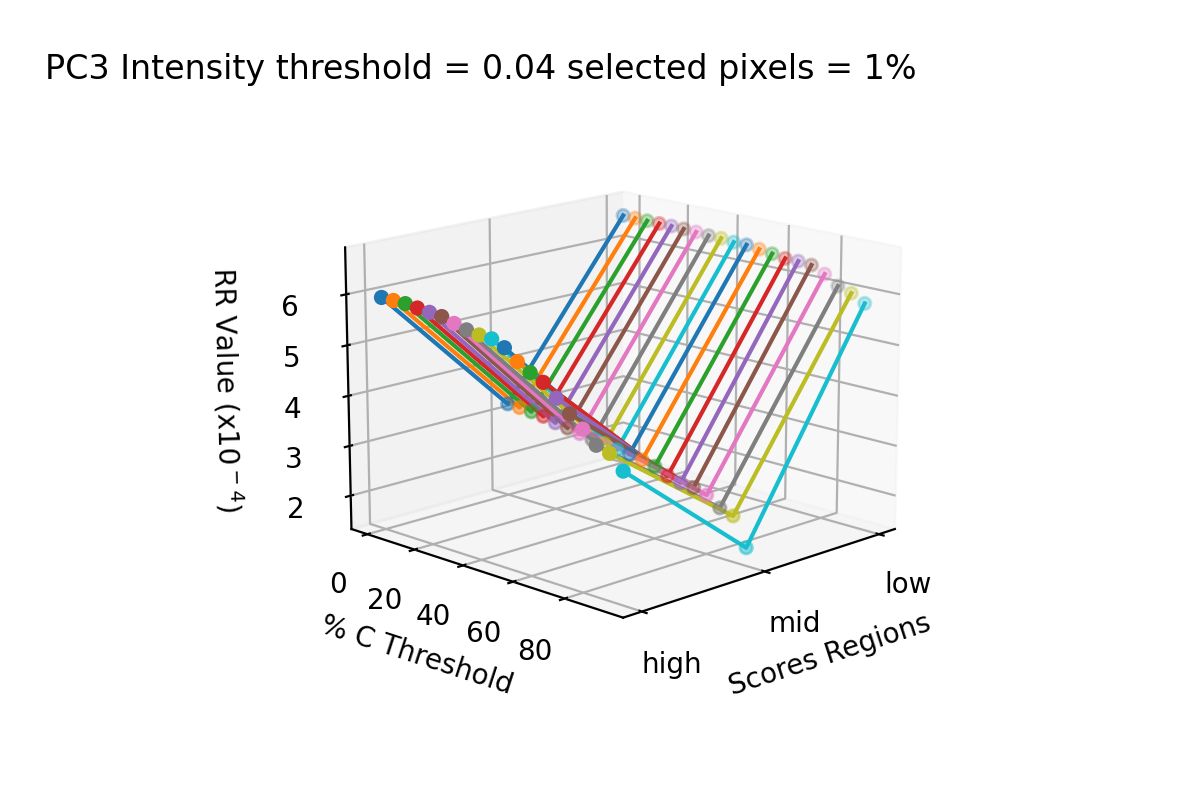 PC3 Intensity threshold = 0.04 selected pixels = 1%
RR Value (x10⁻⁴)
6
5
4
3
2
0
20
40
60
80
% C Threshold
high
mid
low
Scores Regions